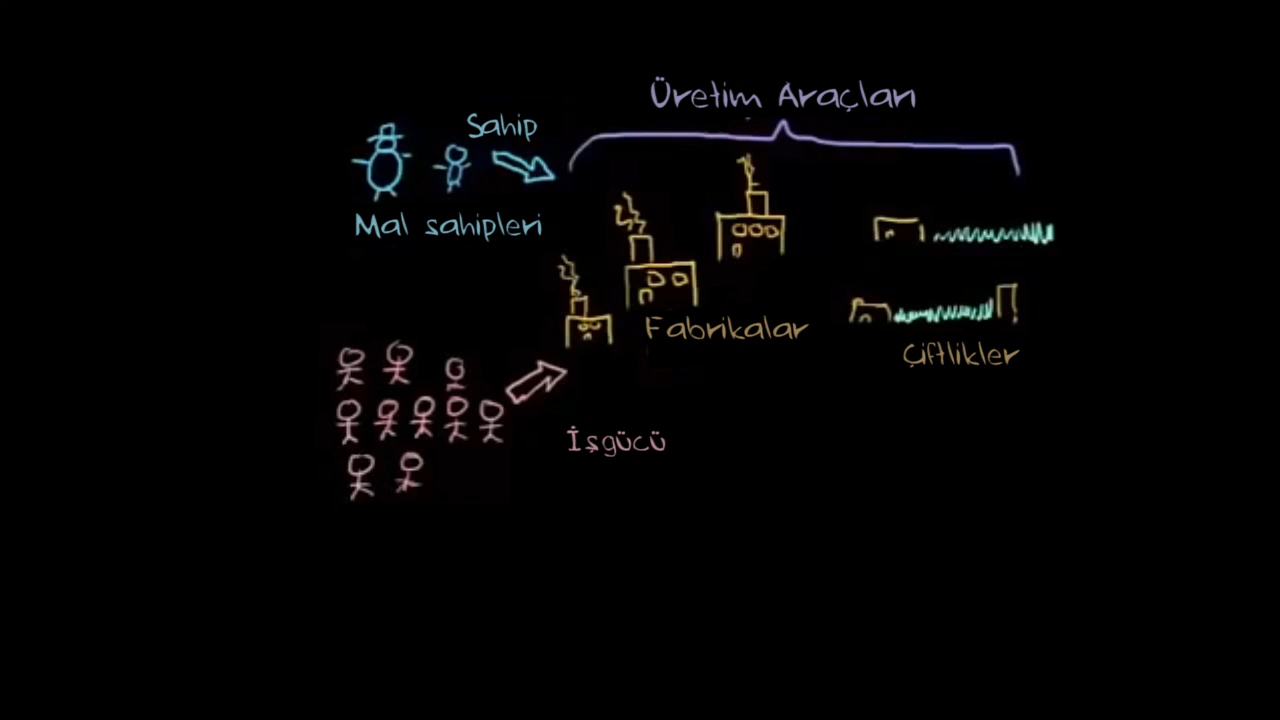 Üretim Araçları
Sahip
Mal sahipleri
Fabrikalar
Çiftlikler
İşgücü